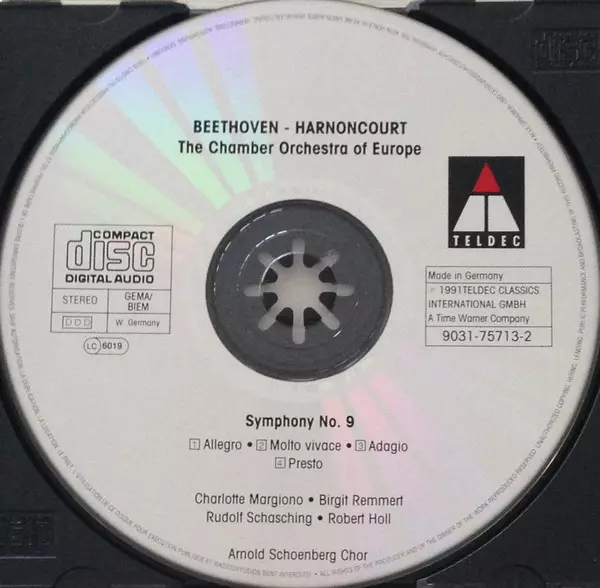 BEETHOVEN - HARNONCOURT
The Chamber Orchestra of Europe
COMPACT
disc
DIGITAL AUDIO
STEREO
GEMA/
BIEM
DDD
W. Germany
LC 6019
TELDEC
Made in Germany
℗ 1991 TELDEC CLASSICS
INTERNATIONAL GMBH
A Time Warner Company
9031-75713-2
Symphony No. 9
1 Allegro • 2 Molto vivace • 3 Adagio
4 Presto
Charlotte Margiono • Birgit Remmert
Rudolf Schasching • Robert Holl
Arnold Schoenberg Chor